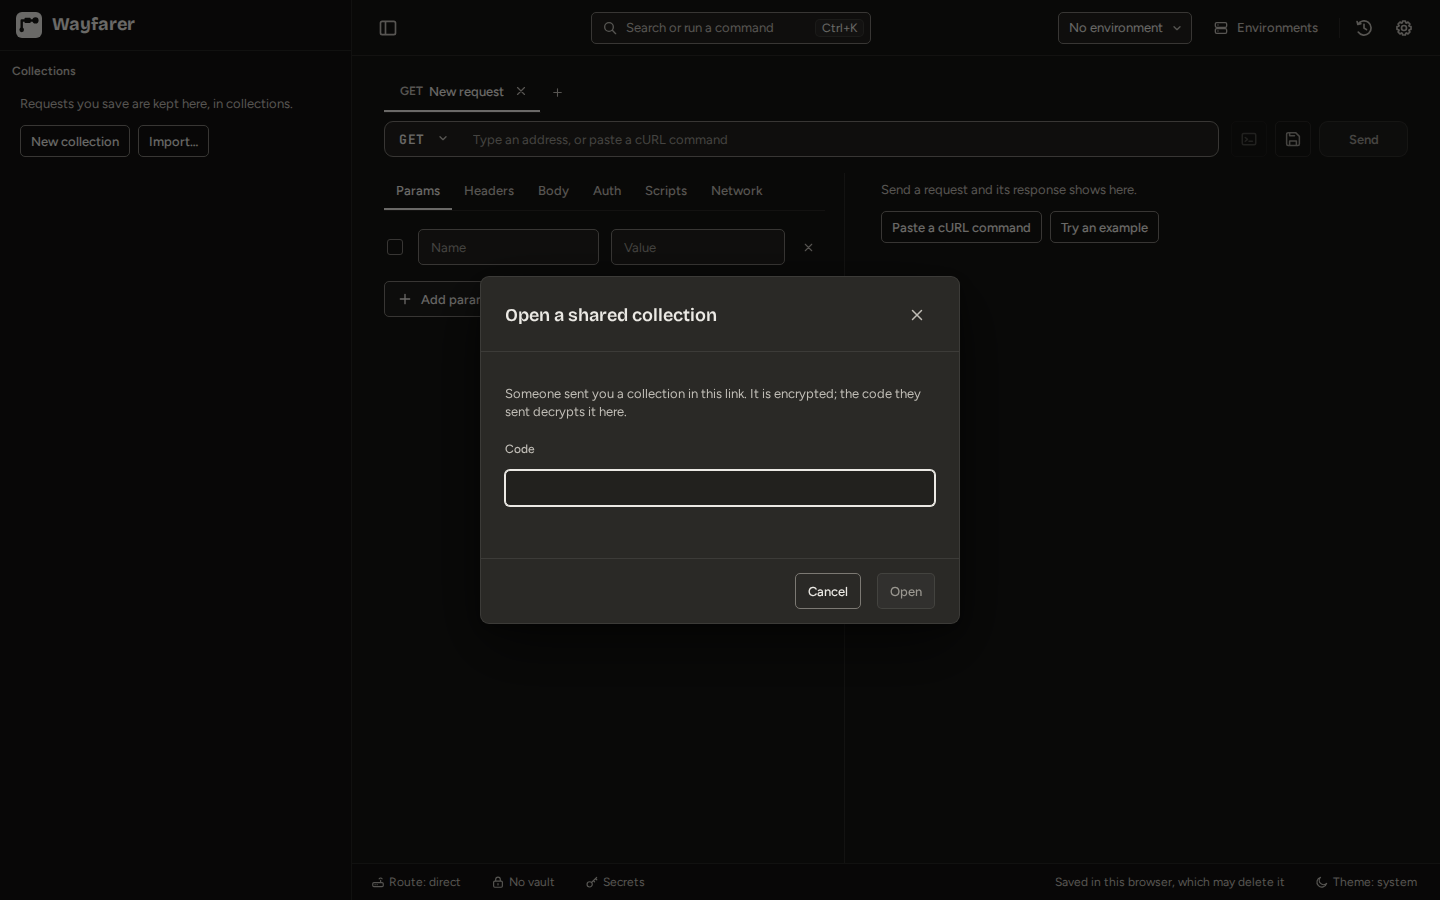 Wayfarer
Search or run a command
Ctrl+K
No environment
Environments
Collections
Requests you save are kept here, in collections.
New collection
Import...
GET New request
GET
Type an address, or paste a cURL command
Send
Params
Headers
Body
Auth
Scripts
Network
Name
Value
Add parar
Send a request and its response shows here.
Paste a cURL command
Try an example
Open a shared collection
Someone sent you a collection in this link. It is encrypted; the code they
sent decrypts it here.
Code
Cancel
Open
Route: direct
No vault
Secrets
Saved in this browser, which may delete it
Theme: system